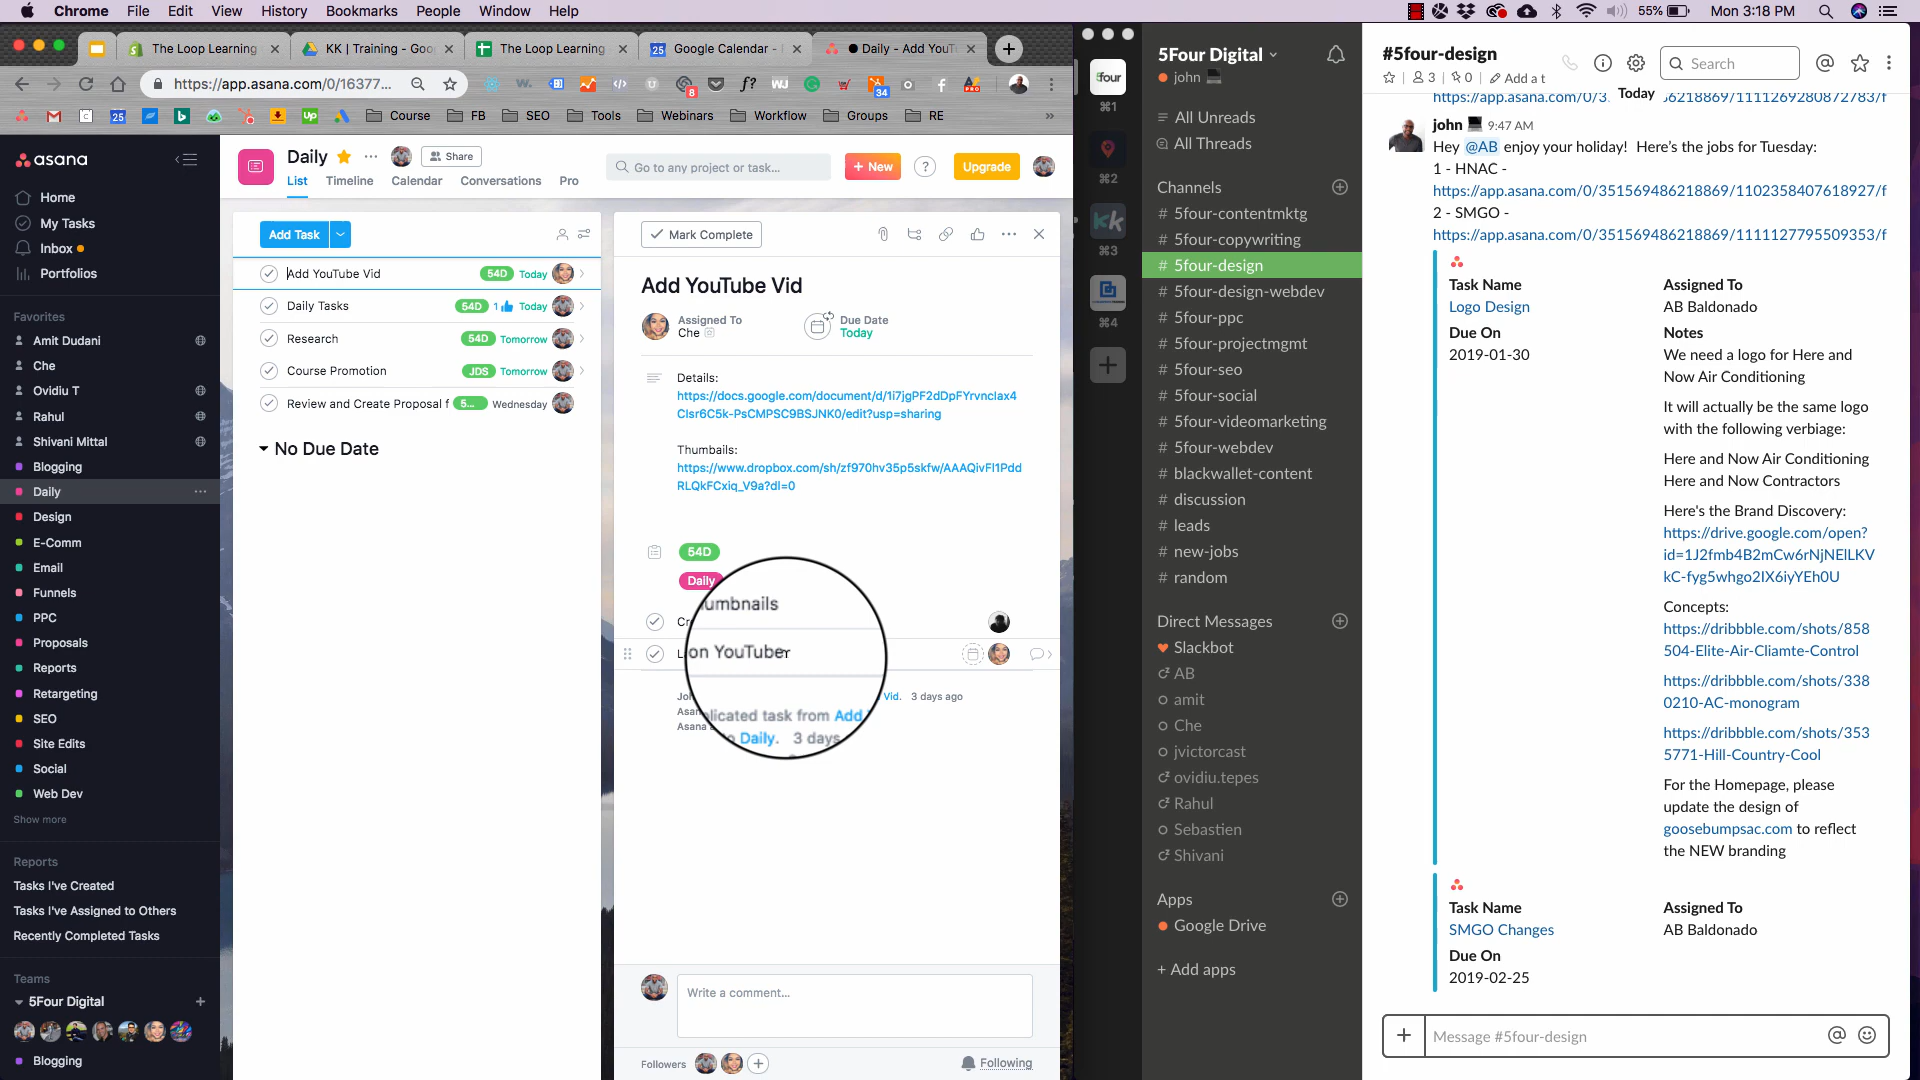 Chrome File Edit View History Bookmarks People Window Help
55% Mon 3:18 PM
The Loop Learning
KK | Training - Goo
The Loop Learning
Google Calendar -
Daily - Add YouT
https://app.asana.com/0/16377...
Course FB SEO Tools Webinars Workflow Groups RE
asana
Home
My Tasks
Inbox
Portfolios
Favorites
Amit Dudani
Che
Ovidiu T
Rahul
Shivani Mittal
Blogging
Daily
Design
E-Comm
Email
Funnels
PPC
Proposals
Reports
Retargeting
SEO
Site Edits
Social
Web Dev
Show more
Reports
Tasks I've Created
Tasks I've Assigned to Others
Recently Completed Tasks
Teams
5Four Digital
Blogging
Daily
Share
List Timeline Calendar Conversations Pro
Go to any project or task...
+ New
?
Upgrade
Add Task
Add YouTube Vid 54D Today
Daily Tasks 54D 1 Today
Research 54D Tomorrow
Course Promotion JDS Tomorrow
Review and Create Proposal f 5... Wednesday
No Due Date
Mark Complete
Add YouTube Vid
Assigned To
Che
Due Date
Today
Details:
https://docs.google.com/document/d/1i7jgPF2dDpFYrvncIax4
CIsr6C5k-PsCMPSC9BSJNK0/edit?usp=sharing
Thumbails:
https://www.dropbox.com/sh/zf970hv35p5skfw/AAAQivFI1Pdd
RLQkFCxiq_V9a?dl=0
54D
Daily
umbnails
on YouTube
Vid. 3 days ago
licated task from Add
Daily. 3 days
Asana
Write a comment...
Followers
Following
5Four Digital
john
⌘1
⌘2
⌘3
⌘4
All Unreads
All Threads
Channels
# 5four-contentmktg
# 5four-copywriting
# 5four-design
# 5four-design-webdev
# 5four-ppc
# 5four-projectmgmt
# 5four-seo
# 5four-social
# 5four-videomarketing
# 5four-webdev
# blackwallet-content
# discussion
# leads
# new-jobs
# random
Direct Messages
Slackbot
AB
amit
Che
jvictorcast
ovidiu.tepes
Rahul
Sebastien
Shivani
Apps
Google Drive
+ Add apps
#5four-design
3 | 0 | Add a t
Search
Today
john 9:47 AM
Hey @AB enjoy your holiday! Here's the jobs for Tuesday:
1 - HNAC -
https://app.asana.com/0/351569486218869/1102358407618927/f
2 - SMGO -
https://app.asana.com/0/351569486218869/1111127795509353/f
Task Name
Logo Design
Due On
2019-01-30
Assigned To
AB Baldonado
Notes
We need a logo for Here and
Now Air Conditioning
It will actually be the same logo
with the following verbiage:
Here and Now Air Conditioning
Here and Now Contractors
Here's the Brand Discovery:
https://drive.google.com/open?
id=1J2fmb4B2mCw6rNjNElLKV
kC-fyg5whgo2IX6iyYEh0U
Concepts:
https://dribbble.com/shots/858
504-Elite-Air-Cliamte-Control
https://dribbble.com/shots/338
0210-AC-monogram
https://dribbble.com/shots/353
5771-Hill-Country-Cool
For the Homepage, please
update the design of
goosebumpsac.com to reflect
the NEW branding
Task Name
SMGO Changes
Due On
2019-02-25
Assigned To
AB Baldonado
Message #5four-design